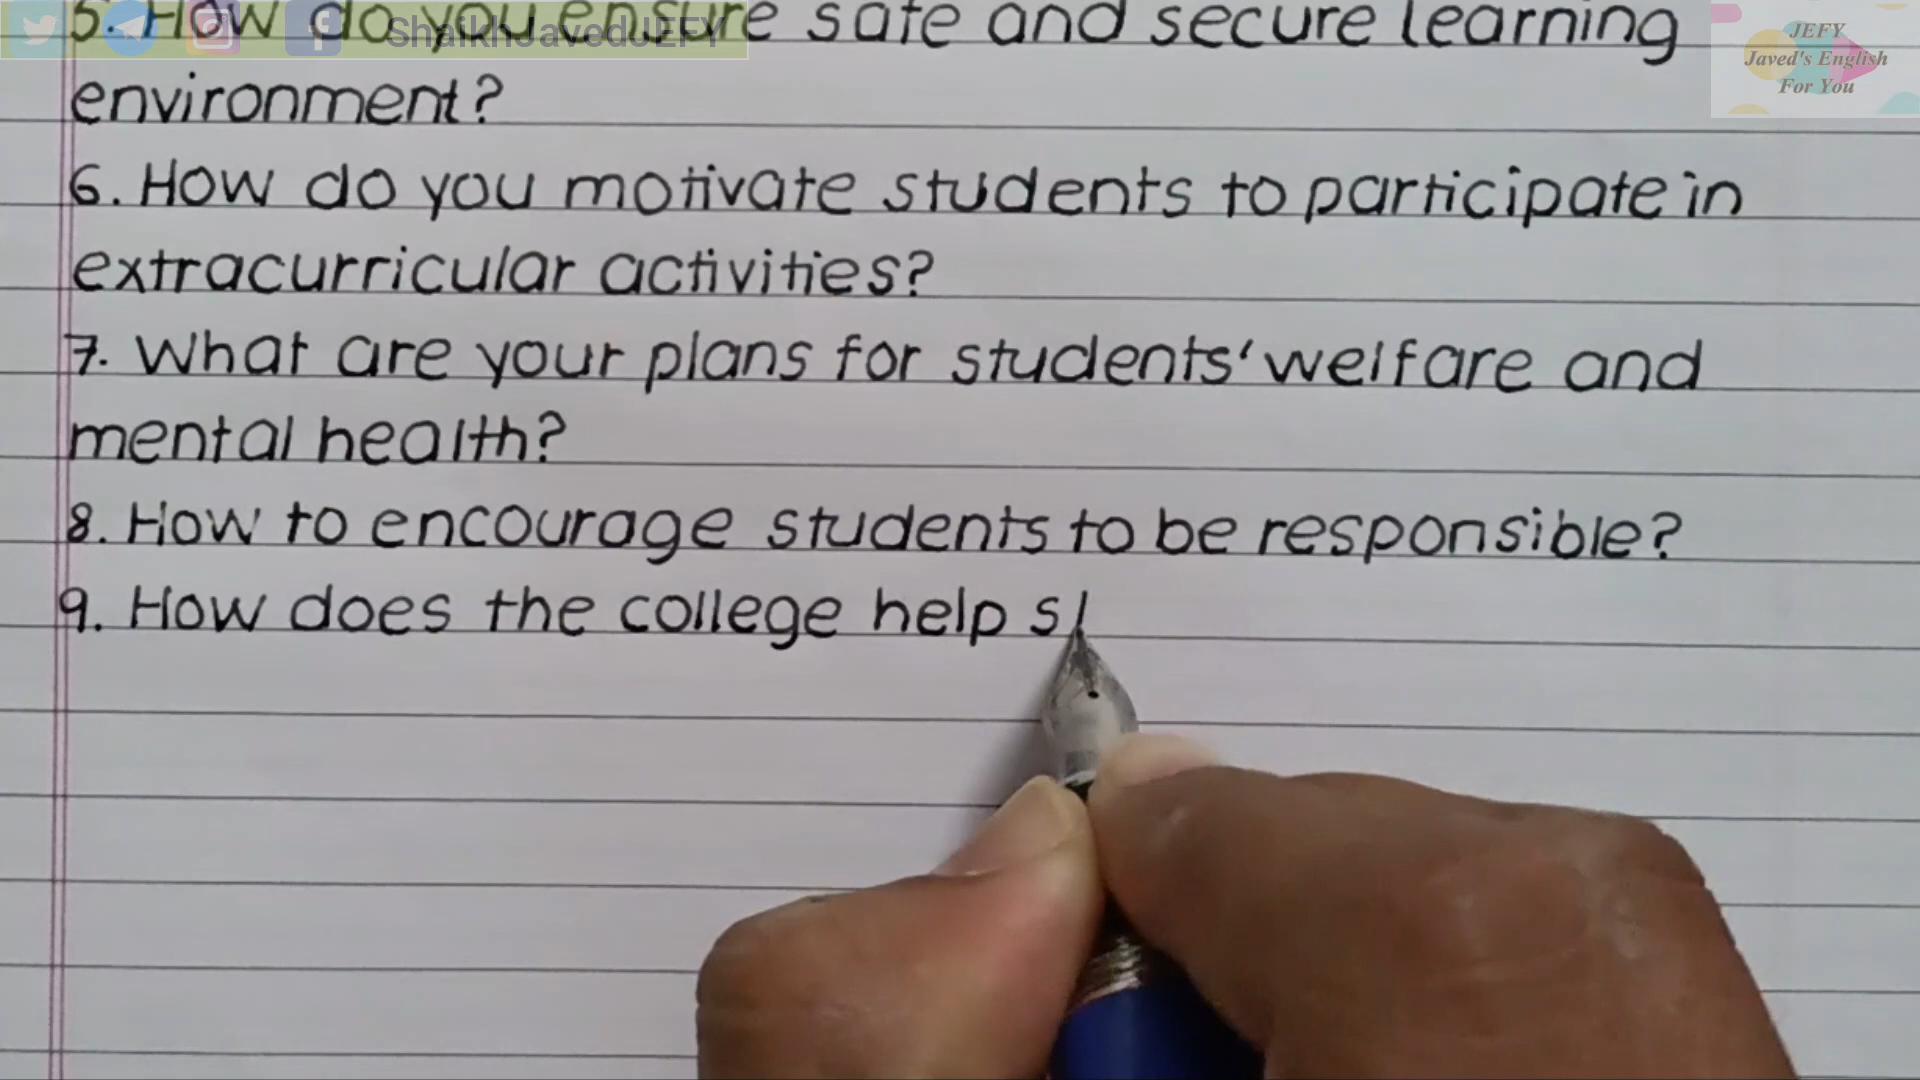 5. How do you ensure safe and secure learning
ShaikhJavedJEFY
JEFY
Javed's English
For You
environment?
6. How do you motivate students to participate in
extracurricular activities?
7. What are your plans for students' welfare and
mental health?
8. How to encourage students to be responsible?
9. How does the college help s